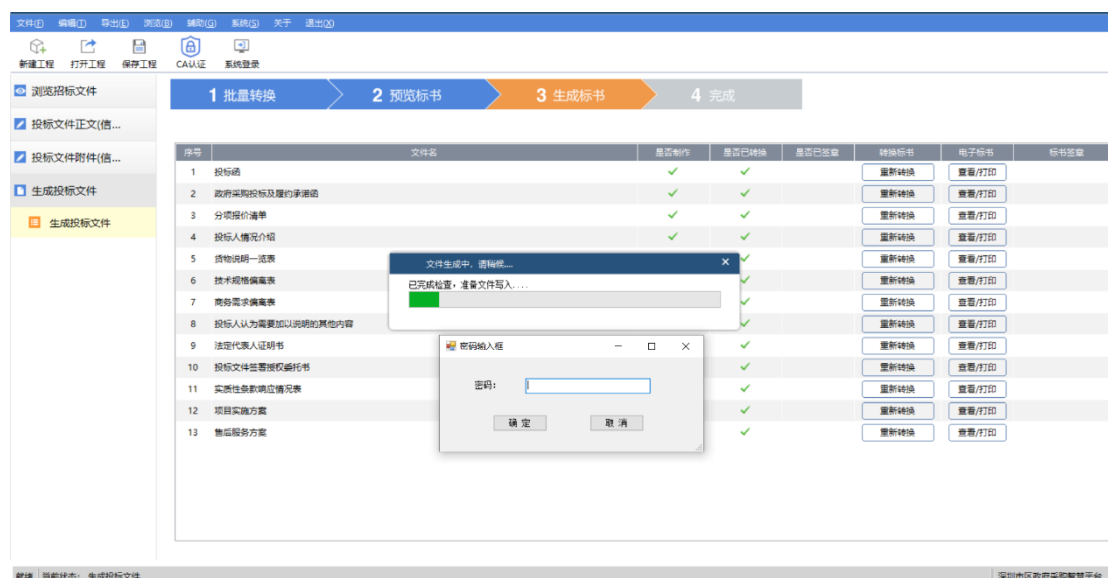 文件(F) 编辑(I) 导出(E) 浏览(B) 辅助(G) 系统(S) 关于 退出(X)
新建工程 打开工程 保存工程 CA认证 系统登录
浏览招标文件
投标文件正文(信...
投标文件附件(信...
生成投标文件
生成投标文件
1 批量转换 2 预览标书 3 生成标书 4 完成
序号 文件名 是否制作 是否已转换 是否已签章 转换标书 电子标书 标书签章
1 投标函 重新转换 查看/打印
2 政府采购投标及履约承诺函 重新转换 查看/打印
3 分项报价清单 重新转换 查看/打印
4 投标人情况介绍 重新转换 查看/打印
5 货物说明一览表 重新转换 查看/打印
6 技术规格偏离表 重新转换 查看/打印
7 商务需求偏离表 重新转换 查看/打印
8 投标人认为需要加以说明的其他内容 重新转换 查看/打印
9 法定代表人证明书 重新转换 查看/打印
10 投标文件签署授权委托书 重新转换 查看/打印
11 实质性条款响应情况表 重新转换 查看/打印
12 项目实施方案 重新转换 查看/打印
13 售后服务方案 重新转换 查看/打印
文件生成中，请稍候....
已完成检查，准备文件写入....
密码输入框
密码：
确 定 取 消
就绪 当前状态： 生成投标文件 深圳市区政府采购智慧平台